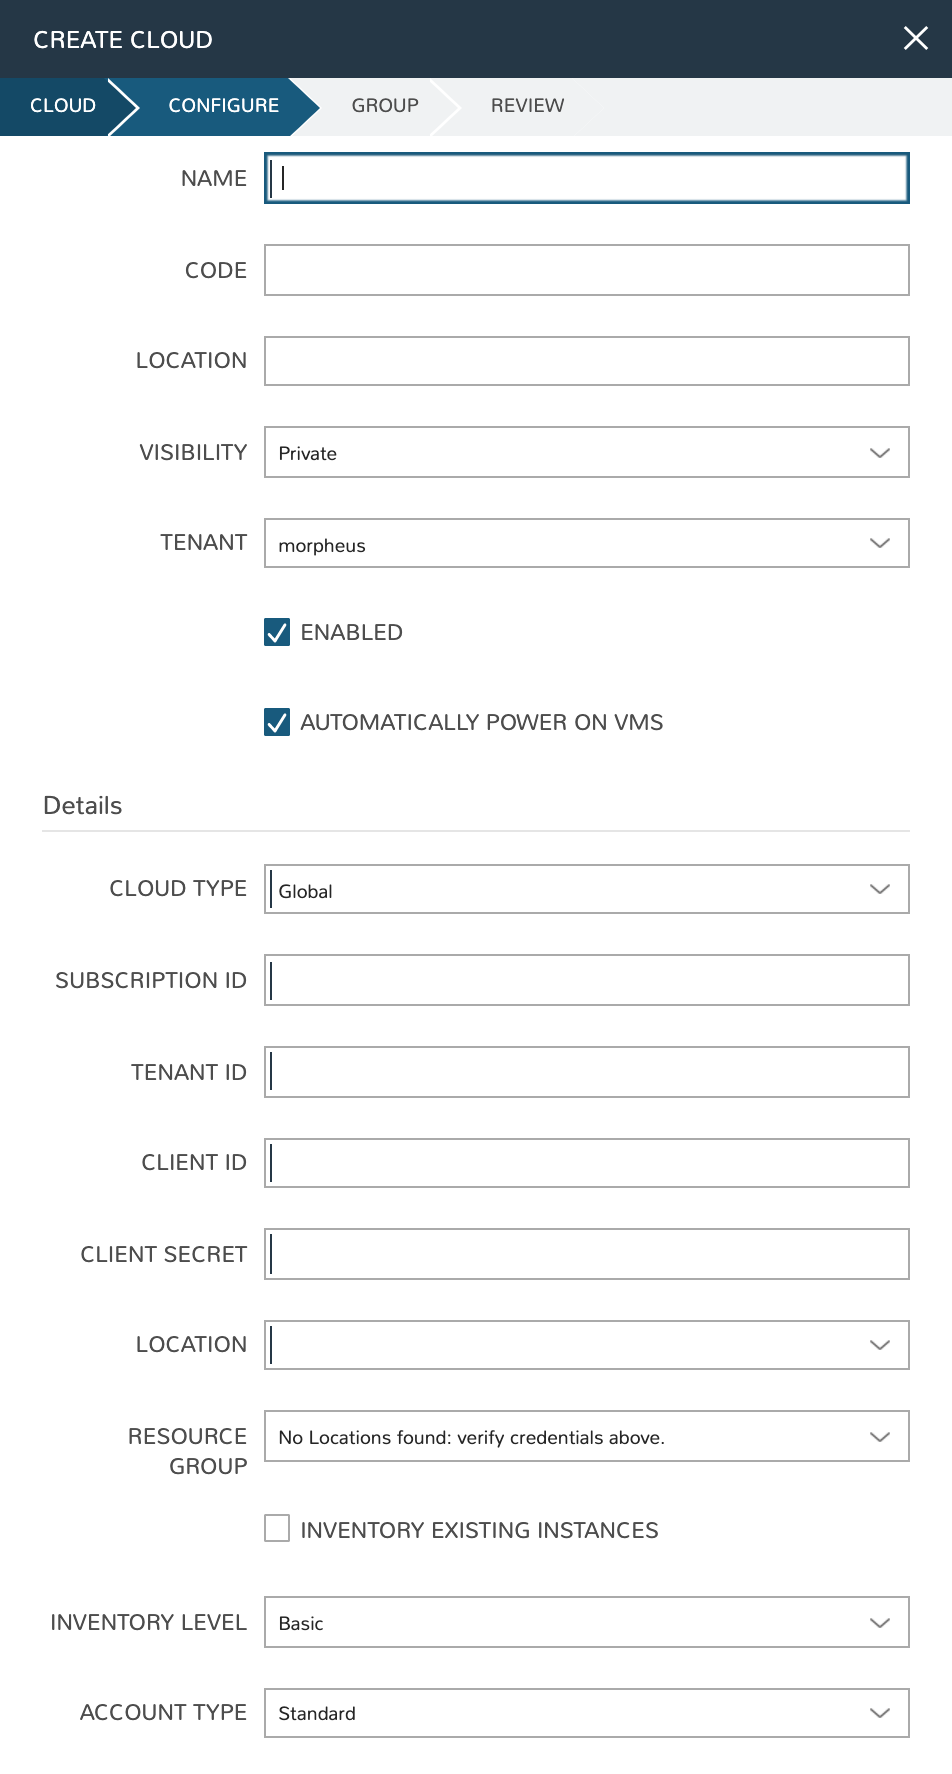 CREATE CLOUD
CLOUD CONFIGURE GROUP REVIEW
NAME
CODE
LOCATION
VISIBILITY Private
TENANT morpheus
ENABLED
AUTOMATICALLY POWER ON VMS
Details
CLOUD TYPE Global
SUBSCRIPTION ID
TENANT ID
CLIENT ID
CLIENT SECRET
LOCATION
RESOURCE No Locations found: verify credentials above.
GROUP
INVENTORY EXISTING INSTANCES
INVENTORY LEVEL Basic
ACCOUNT TYPE Standard